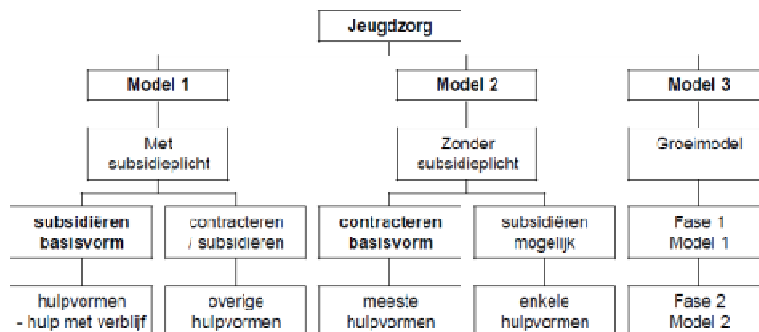 Jeugdzorg
Model 1
Model 2
Model 3
Met
subsidieplicht
Zonder
subsidieplicht
Groeimodel
subsidiëren
basisvorm
contracteren
/ subsidiëren
contracteren
basisvorm
subsidiëren
mogelijk
Fase 1
Model 1
hulpvormen
- hulp met verblijf
overige
hulpvormen
meeste
hulpvormen
enkele
hulpvormen
Fase 2
Model 2